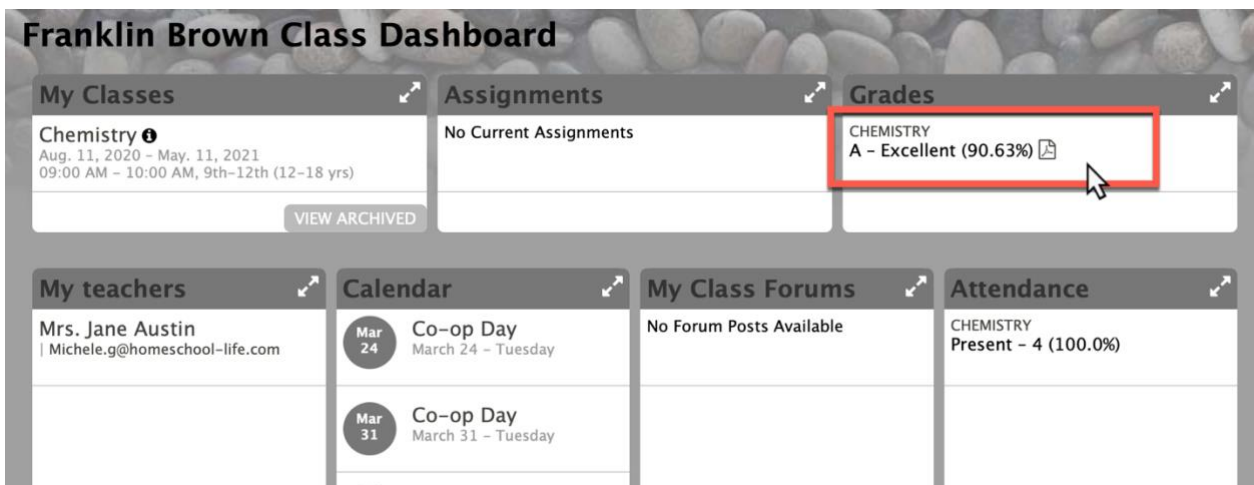 Franklin Brown Class Dashboard
My Classes
Chemistry
Aug. 11, 2020 – May. 11, 2021
09:00 AM – 10:00 AM, 9th–12th (12–18 yrs)
VIEW ARCHIVED
Assignments
No Current Assignments
Grades
CHEMISTRY
A – Excellent (90.63%)
My teachers
Mrs. Jane Austin
| Michele.g@homeschool-life.com
Calendar
Mar
24
Co-op Day
March 24 – Tuesday
Mar
31
Co-op Day
March 31 – Tuesday
My Class Forums
No Forum Posts Available
Attendance
CHEMISTRY
Present – 4 (100.0%)